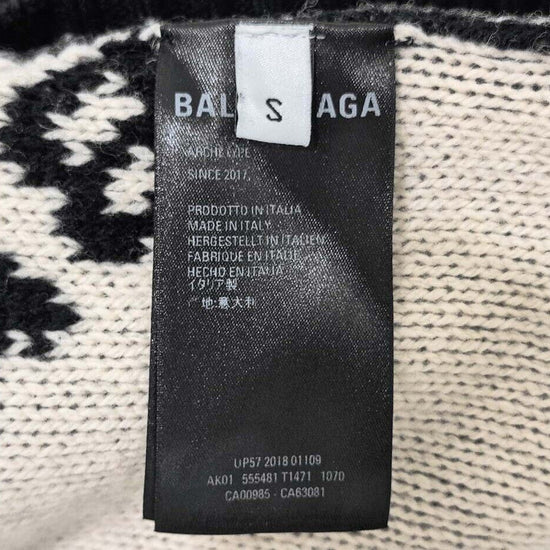 BAL S AGA
ARCHETYPE
SINCE 2017,
PRODOTTO IN ITALIA
MADE IN ITALY
HERGESTELLT IN ITALIEN
FABRIQUE EN ITALIE
HECHO EN ITALIA
イタリア製
产地:意大利
UP57 2018 01109
AK01 555481 T1471 1070
CA00985 - CA63081